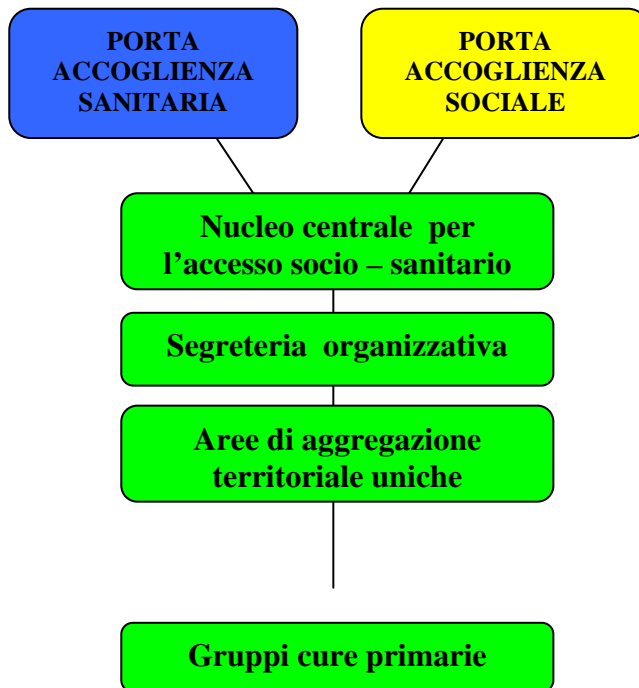 PORTA
ACCOGLIENZA
SANITARIA
PORTA
ACCOGLIENZA
SOCIALE
Nucleo centrale per
l’accesso socio – sanitario
Segreteria organizzativa
Aree di aggregazione
territoriale uniche
Gruppi cure primarie